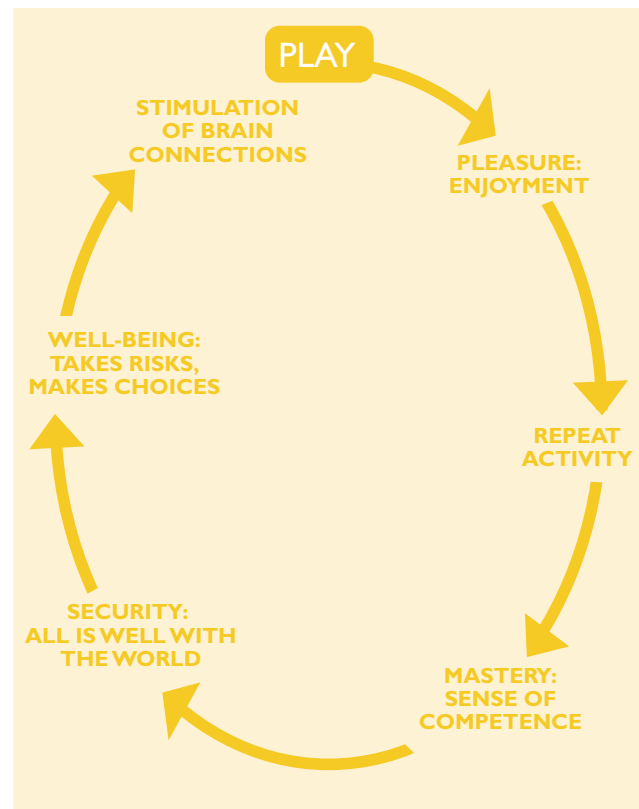 PLAY
PLEASURE:
ENJOYMENT
REPEAT
ACTIVITY
MASTERY:
SENSE OF
COMPETENCE
SECURITY:
ALL IS WELL WITH
THE WORLD
WELL-BEING:
TAKES RISKS,
MAKES CHOICES
STIMULATION
OF BRAIN
CONNECTIONS